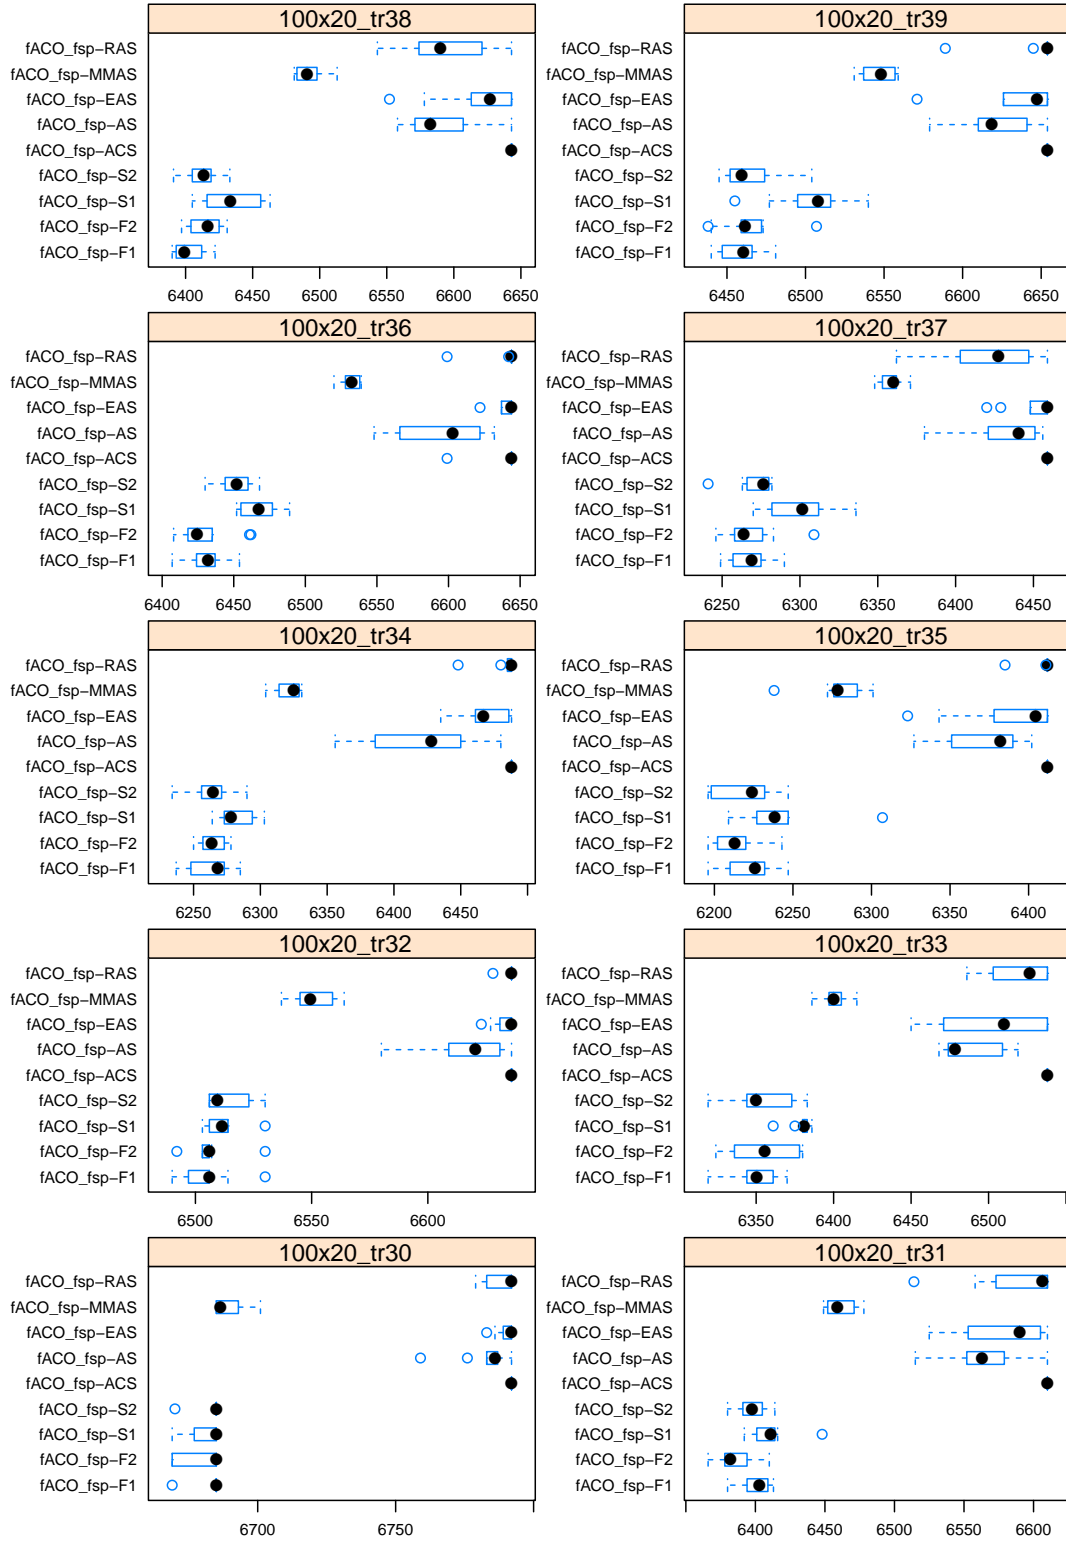 100x20_tr38
fACO_fsp−RAS
fACO_fsp−MMAS
fACO_fsp−EAS
fACO_fsp−AS
fACO_fsp−ACS
fACO_fsp−S2
fACO_fsp−S1
fACO_fsp−F2
fACO_fsp−F1
6400 6450 6500 6550 6600 6650
100x20_tr39
fACO_fsp−RAS
fACO_fsp−MMAS
fACO_fsp−EAS
fACO_fsp−AS
fACO_fsp−ACS
fACO_fsp−S2
fACO_fsp−S1
fACO_fsp−F2
fACO_fsp−F1
6450 6500 6550 6600 6650
100x20_tr36
fACO_fsp−RAS
fACO_fsp−MMAS
fACO_fsp−EAS
fACO_fsp−AS
fACO_fsp−ACS
fACO_fsp−S2
fACO_fsp−S1
fACO_fsp−F2
fACO_fsp−F1
6400 6450 6500 6550 6600 6650
100x20_tr37
fACO_fsp−RAS
fACO_fsp−MMAS
fACO_fsp−EAS
fACO_fsp−AS
fACO_fsp−ACS
fACO_fsp−S2
fACO_fsp−S1
fACO_fsp−F2
fACO_fsp−F1
6250 6300 6350 6400 6450
100x20_tr34
fACO_fsp−RAS
fACO_fsp−MMAS
fACO_fsp−EAS
fACO_fsp−AS
fACO_fsp−ACS
fACO_fsp−S2
fACO_fsp−S1
fACO_fsp−F2
fACO_fsp−F1
6250 6300 6350 6400 6450
100x20_tr35
fACO_fsp−RAS
fACO_fsp−MMAS
fACO_fsp−EAS
fACO_fsp−AS
fACO_fsp−ACS
fACO_fsp−S2
fACO_fsp−S1
fACO_fsp−F2
fACO_fsp−F1
6200 6250 6300 6350 6400
100x20_tr32
fACO_fsp−RAS
fACO_fsp−MMAS
fACO_fsp−EAS
fACO_fsp−AS
fACO_fsp−ACS
fACO_fsp−S2
fACO_fsp−S1
fACO_fsp−F2
fACO_fsp−F1
6500 6550 6600
100x20_tr33
fACO_fsp−RAS
fACO_fsp−MMAS
fACO_fsp−EAS
fACO_fsp−AS
fACO_fsp−ACS
fACO_fsp−S2
fACO_fsp−S1
fACO_fsp−F2
fACO_fsp−F1
6350 6400 6450 6500
100x20_tr30
fACO_fsp−RAS
fACO_fsp−MMAS
fACO_fsp−EAS
fACO_fsp−AS
fACO_fsp−ACS
fACO_fsp−S2
fACO_fsp−S1
fACO_fsp−F2
fACO_fsp−F1
6700 6750
100x20_tr31
fACO_fsp−RAS
fACO_fsp−MMAS
fACO_fsp−EAS
fACO_fsp−AS
fACO_fsp−ACS
fACO_fsp−S2
fACO_fsp−S1
fACO_fsp−F2
fACO_fsp−F1
6400 6450 6500 6550 6600